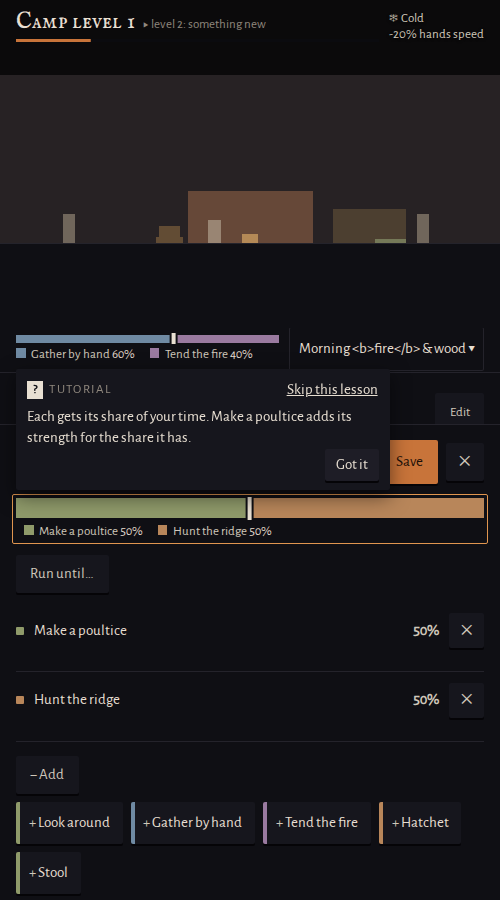 Camp level 1 ▸ level 2: something new
❄ Cold
-20% hands speed
Gather by hand 60% Tend the fire 40%
Morning <b>fire</b> & wood ▾
? TUTORIAL Skip this lesson
Each gets its share of your time. Make a poultice adds its
strength for the share it has.
Got it
Edit
Save ×
Make a poultice 50% Hunt the ridge 50%
Run until…
Make a poultice 50% ×
Hunt the ridge 50% ×
– Add
+ Look around + Gather by hand + Tend the fire + Hatchet
+ Stool